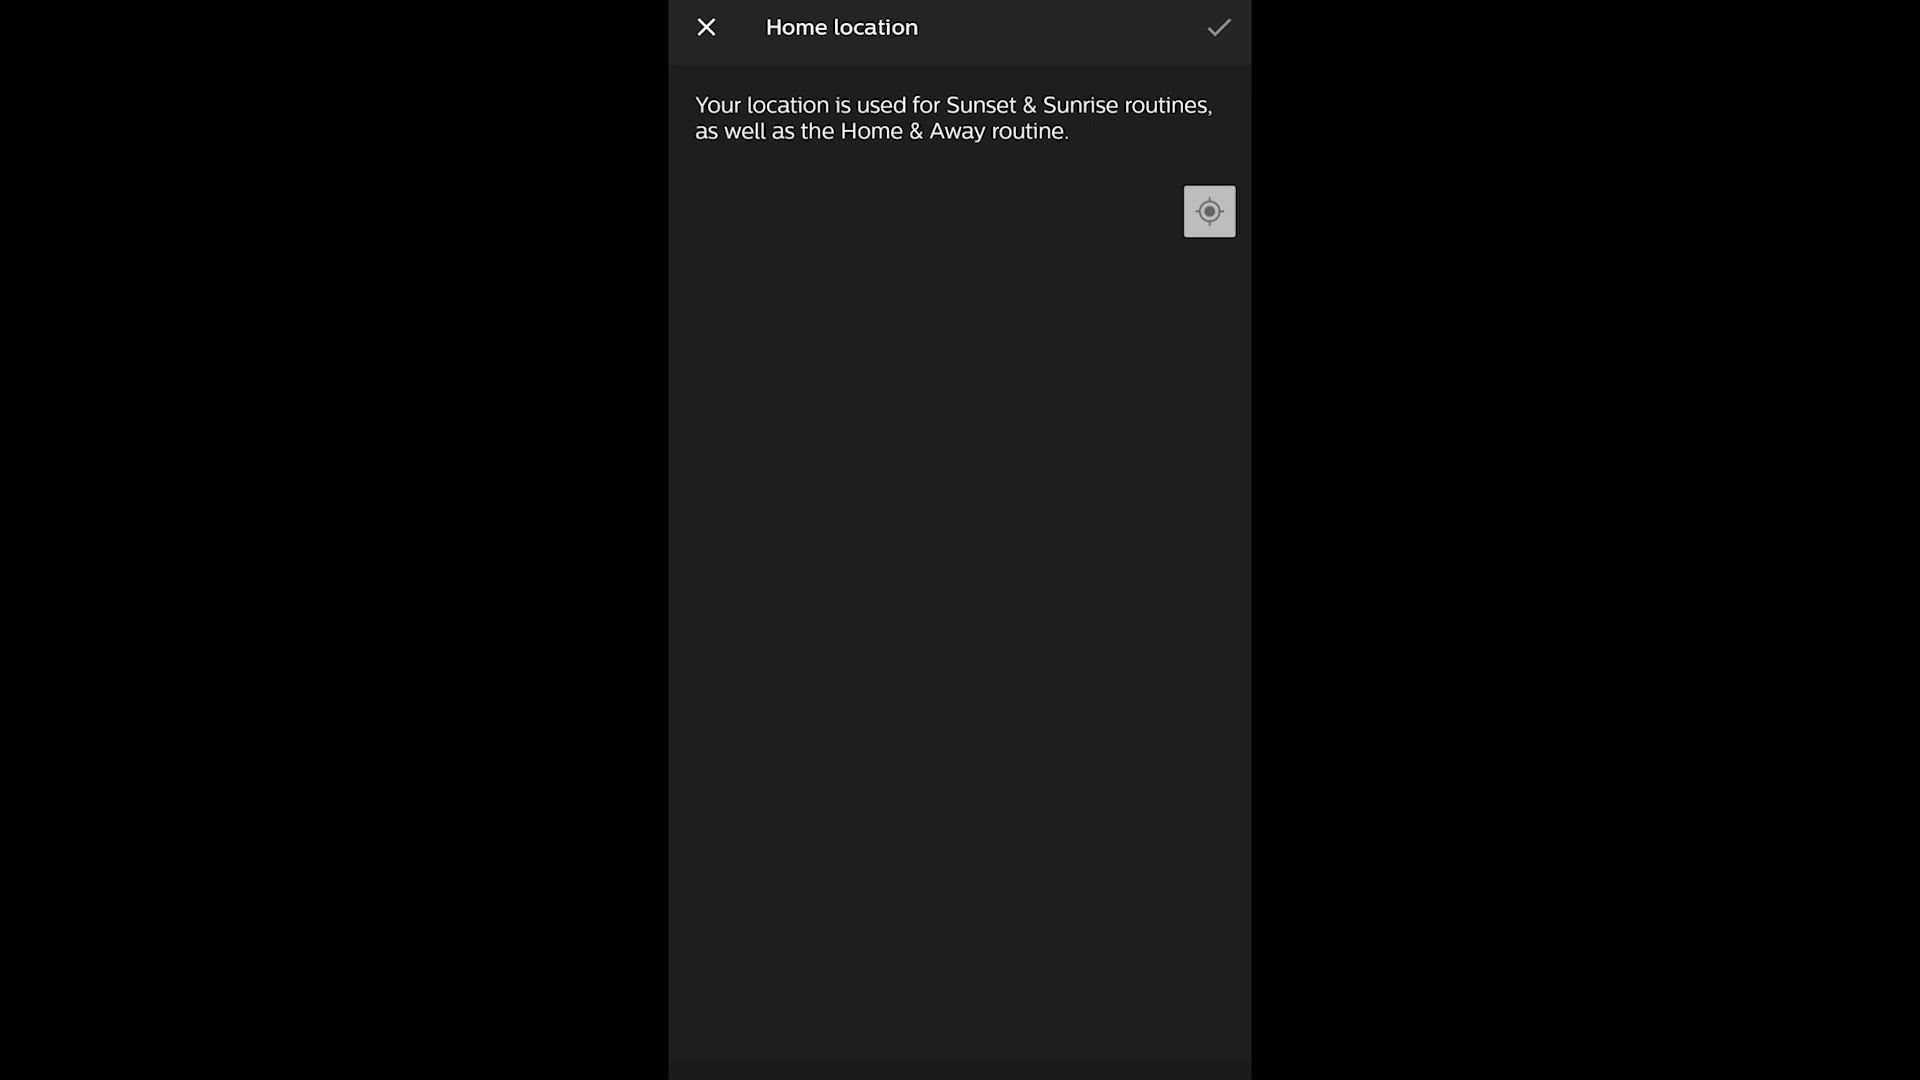 Home location
Your location is used for Sunset & Sunrise routines,
as well as the Home & Away routine.